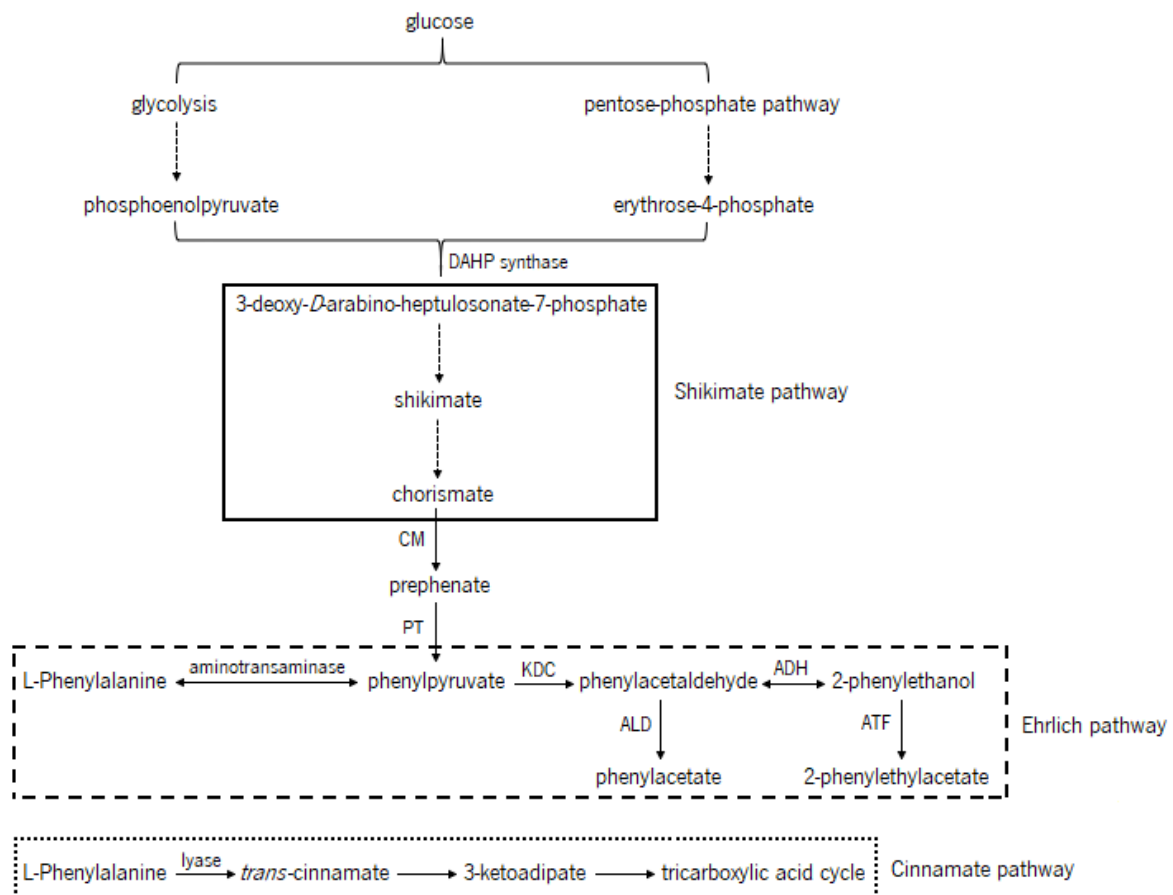 glucose
glycolysis
pentose-phosphate pathway
phosphoenolpyruvate
erythrose-4-phosphate
DAHP synthase
3-deoxy-D-arabino-heptulosonate-7-phosphate
Shikimate pathway
shikimate
chorismate
CM
prephenate
PT
L-Phenylalanine aminotransaminase phenylpyruvate KDC phenylacetaldehyde ADH 2-phenylethanol
ALD ATF
Ehrlich pathway
phenylacetate 2-phenylethylacetate
L-Phenylalanine lyase trans-cinnamate 3-ketoadipate tricarboxylic acid cycle Cinnamate pathway